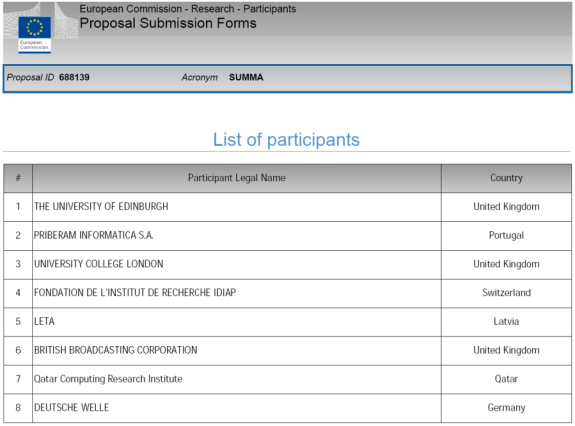 European Commission - Research - Participants
Proposal Submission Forms
European
Commission
Proposal ID 688139 Acronym SUMMA
List of participants
# Participant Legal Name Country
1 THE UNIVERSITY OF EDINBURGH United Kingdom
2 PRIBERAM INFORMATICA S.A. Portugal
3 UNIVERSITY COLLEGE LONDON United Kingdom
4 FONDATION DE L'INSTITUT DE RECHERCHE IDIAP Switzerland
5 LETA Latvia
6 BRITISH BROADCASTING CORPORATION United Kingdom
7 Qatar Computing Research Institute Qatar
8 DEUTSCHE WELLE Germany